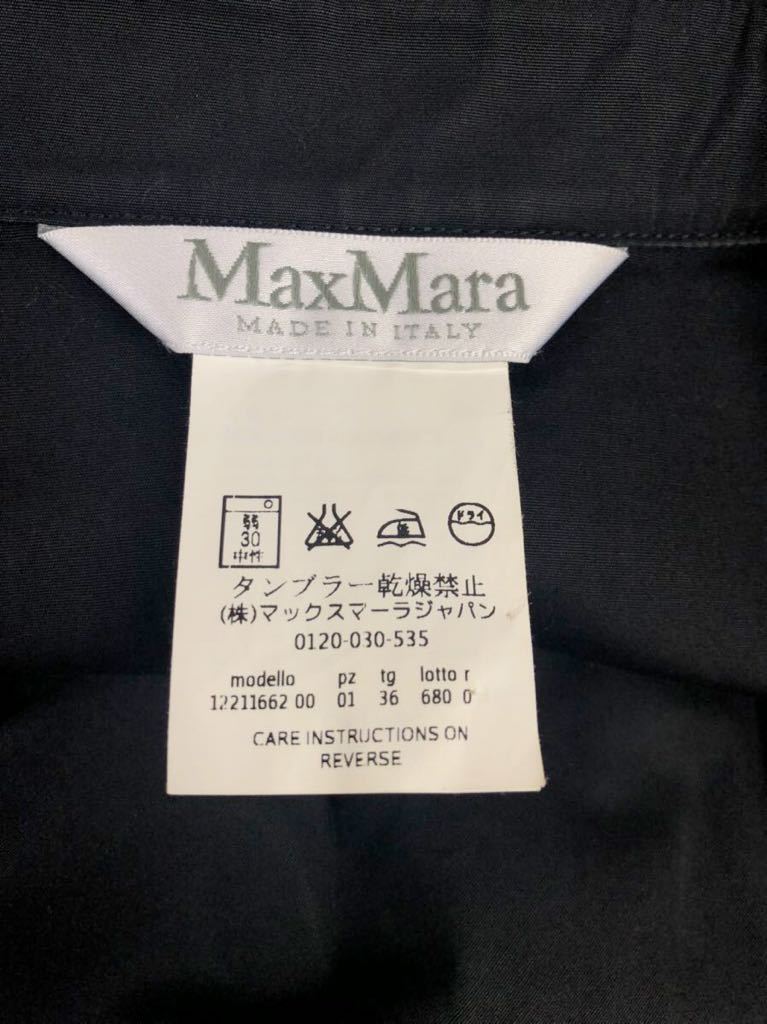 MaxMara
MADE IN ITALY
弱 ドライ
30
中性
タンブラー乾燥禁止
(株)マックスマーラジャパン
0120-030-535
modello pz tg lotto r
12211662 00 01 36 680 0
CARE INSTRUCTIONS ON
REVERSE